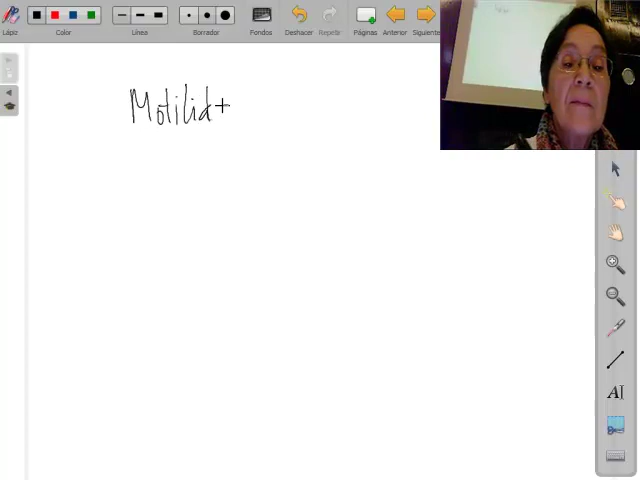 Lápiz Color Línea Borrador Fondos Deshacer Repetir Páginas Anterior Siguiente
Motilid+
A